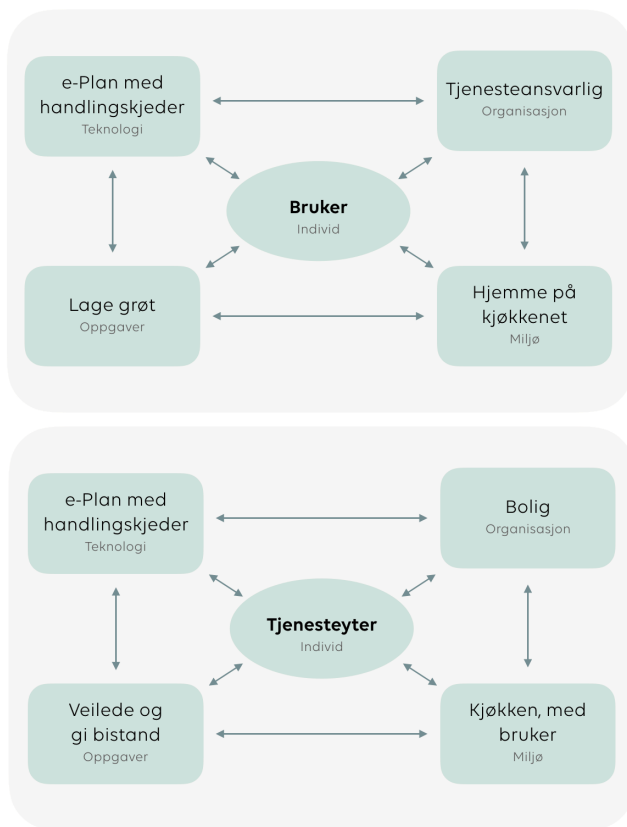 e-Plan med
handlingskjeder
Teknologi
Tjenesteansvarlig
Organisasjon
Bruker
Individ
Lage grøt
Oppgaver
Hjemme på
kjøkkenet
Miljø
e-Plan med
handlingskjeder
Teknologi
Bolig
Organisasjon
Tjenesteyter
Individ
Veilede og
gi bistand
Oppgaver
Kjøkken, med
bruker
Miljø